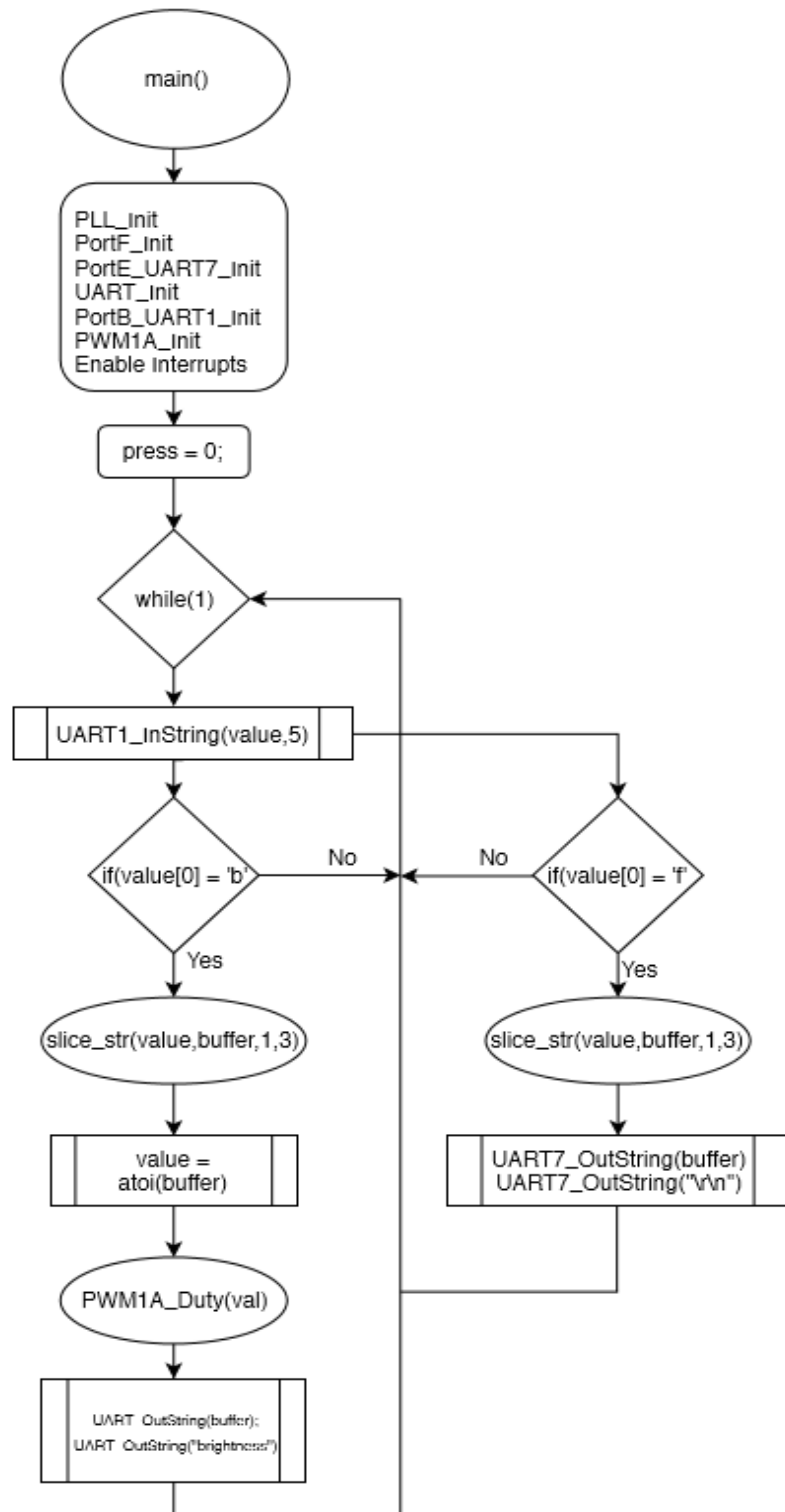 main()
PLL_Init
PortF_Init
PortE_UART7_Init
UART_Init
PortB_UART1_Init
PWM1A_Init
Enable Interrupts
press = 0;
while(1)
UART1_InString(value,5)
if(value[0] = 'b'
No
Yes
slice_str(value,buffer,1,3)
value =
atoi(buffer)
PWM1A_Duty(val)
UART_OutString(buffer);
UART_OutString("brightness")
if(value[0] = 'f'
No
Yes
slice_str(value,buffer,1,3)
UART7_OutString(buffer)
UART7_OutString("\r\n")